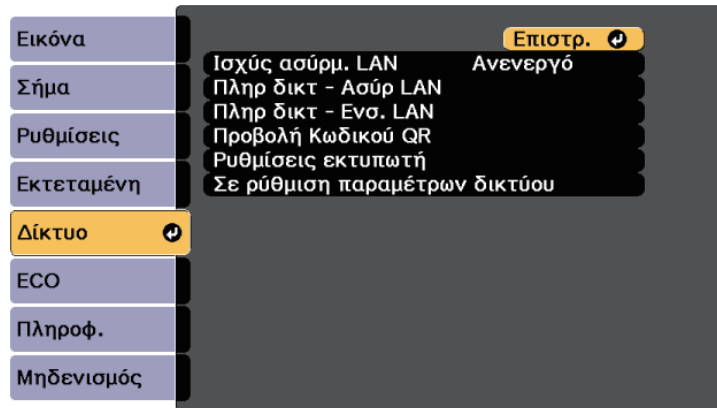 Εικόνα
Σήμα
Ρυθμίσεις
Εκτεταμένη
Δίκτυο
ECO
Πληροφ.
Μηδενισμός
Επιστρ.
Ισχύς ασύρμ. LAN Ανενεργό
Πληρ δικτ - Ασύρ LAN
Πληρ δικτ - Ενσ. LAN
Προβολή Κωδικού QR
Ρυθμίσεις εκτυπωτή
Σε ρύθμιση παραμέτρων δικτύου